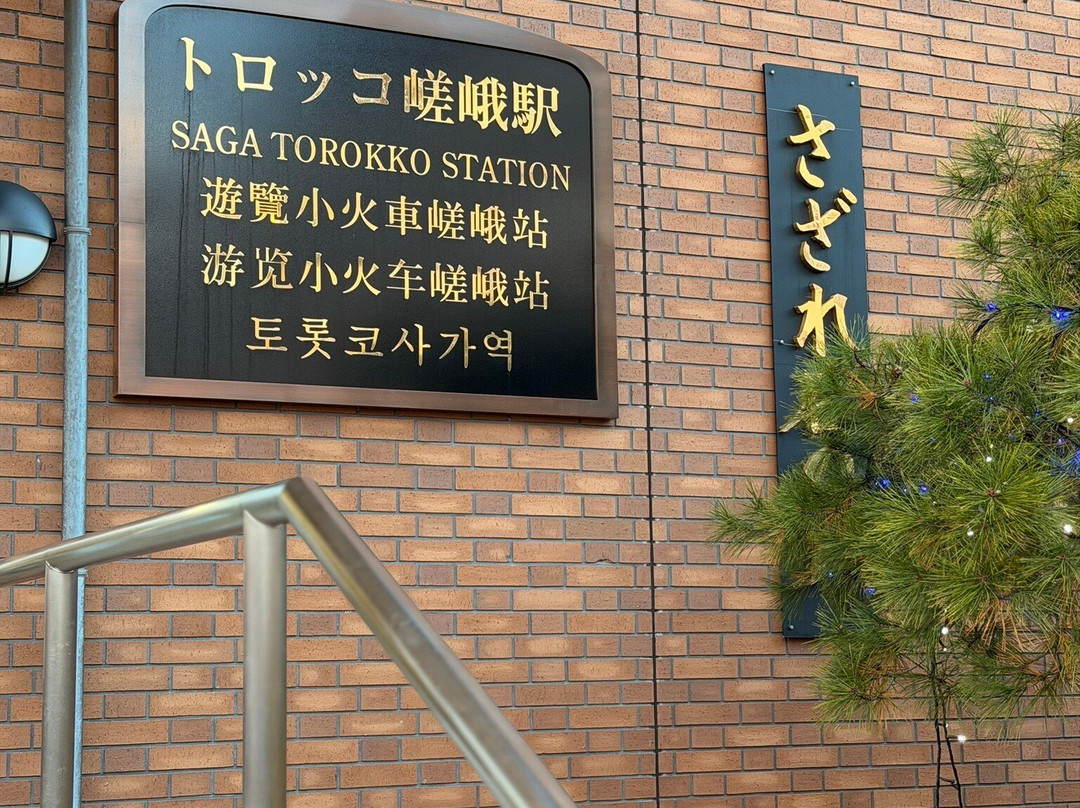 トロッコ嵯峨駅
SAGA TOROKKO STATION
遊覽小火車嵯峨站
游览小火车嵯峨站
토롯코사가역
さざれ